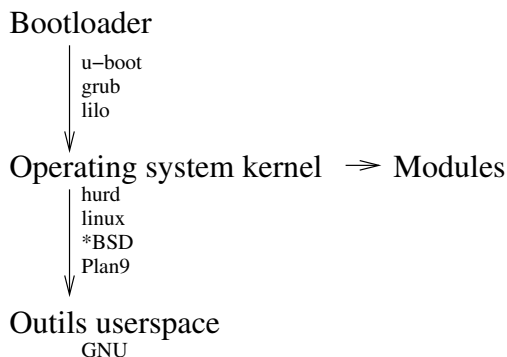 Bootloader
u-boot
grub
lilo
Operating system kernel
Modules
hurd
linux
*BSD
Plan9
Outils userspace
GNU